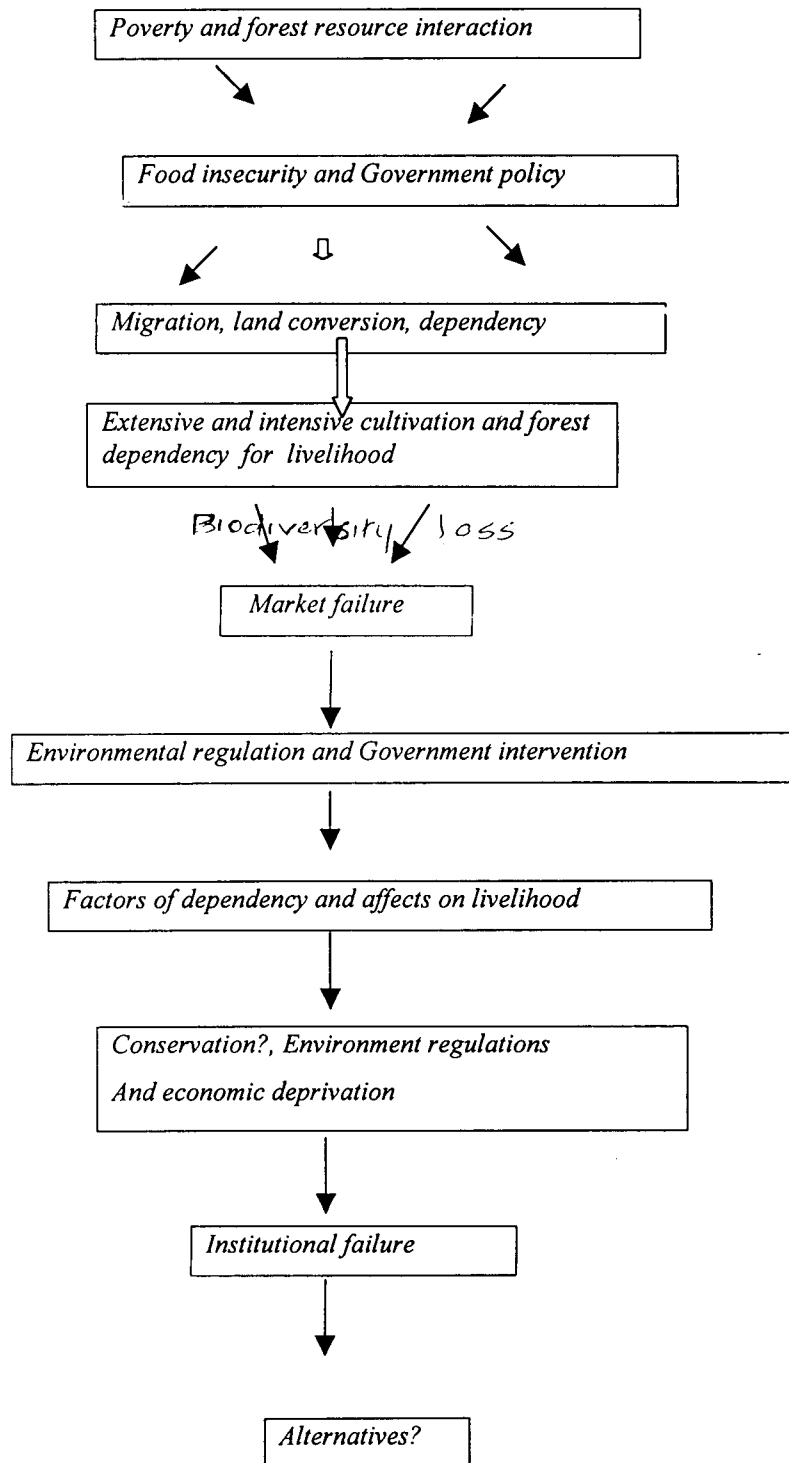 Poverty and forest resource interaction
Food insecurity and Government policy
Migration, land conversion, dependency
Extensive and intensive cultivation and forest
dependency for livelihood
Biodiversity loss
Market failure
Environmental regulation and Government intervention
Factors of dependency and affects on livelihood
Conservation?, Environment regulations
And economic deprivation
Institutional failure
Alternatives?